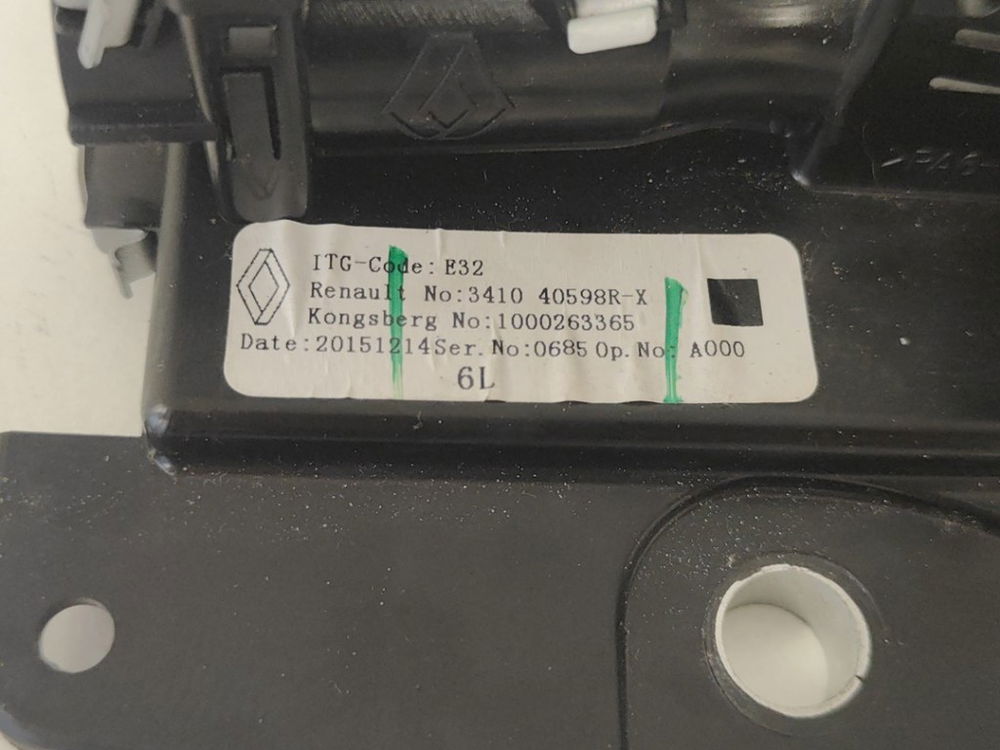 ITG-Code: E32
Renault No:3410 40598R-X
Kongsberg No:1000263365
Date:20151214Ser.No:0685 Op.No: A000
6L